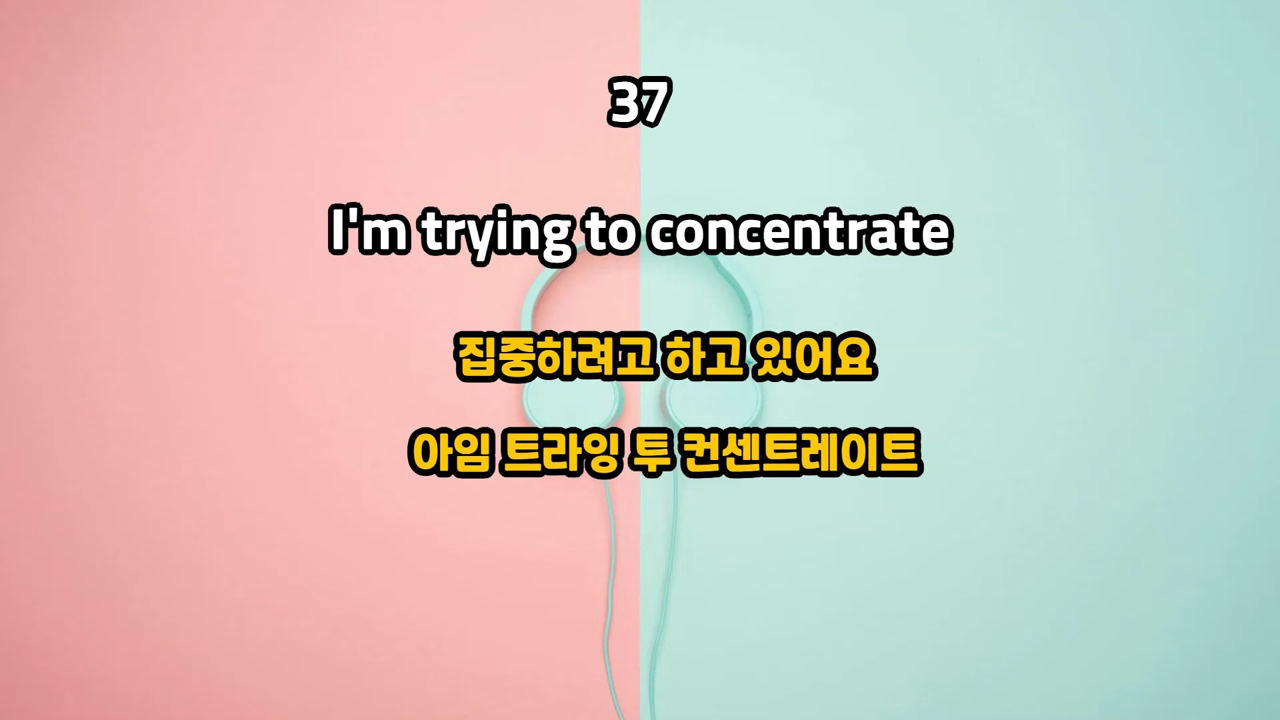 37
I'm trying to concentrate
집중하려고 하고 있어요
아임 트라잉 투 컨센트레이트